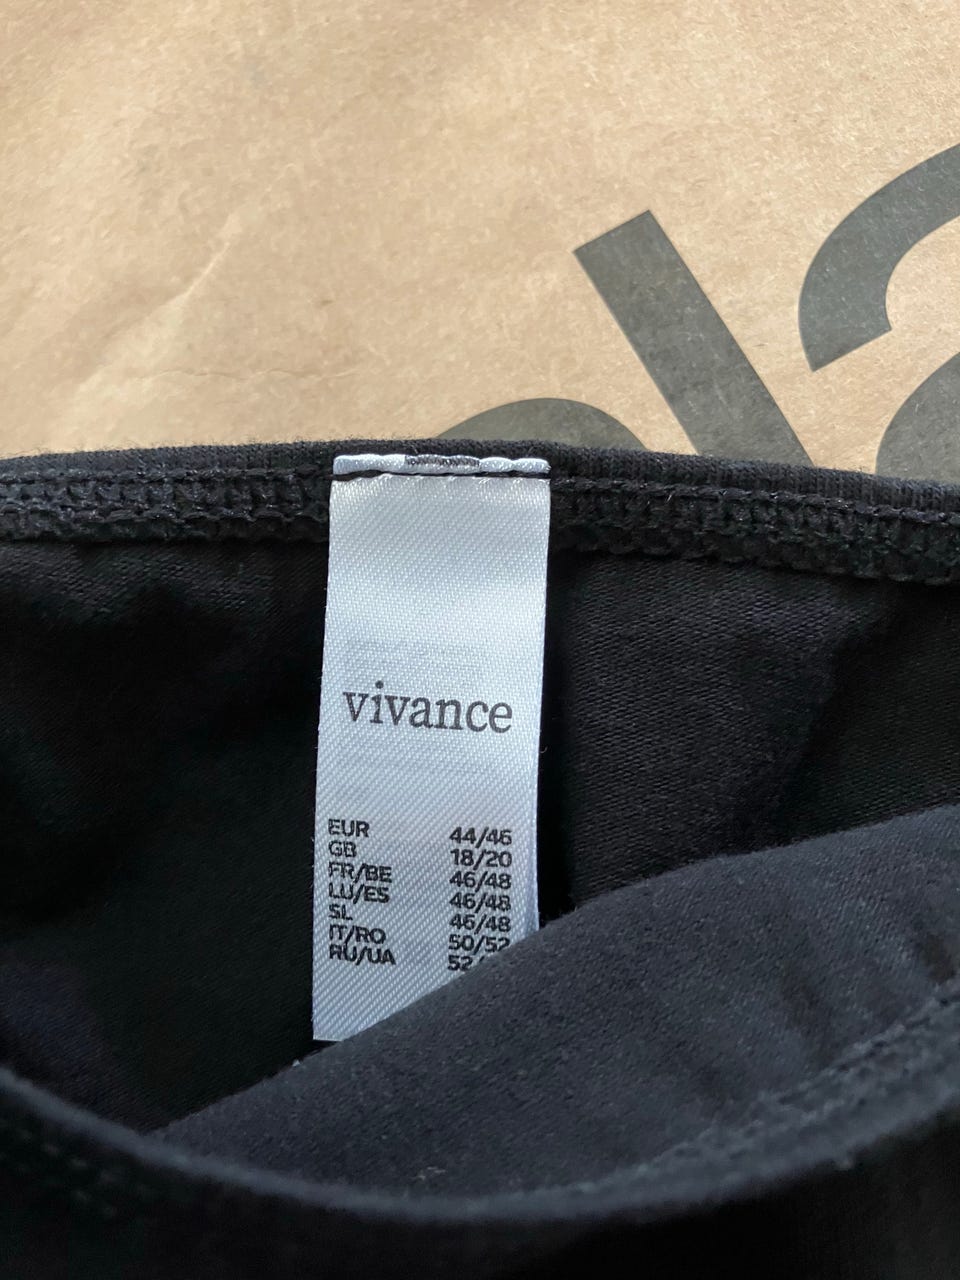 vivance
EUR 44/46
GB 18/20
FR/BE 46/48
LU/ES 46/48
SL 46/48
IT/RO 50/52
RU/UA 52/